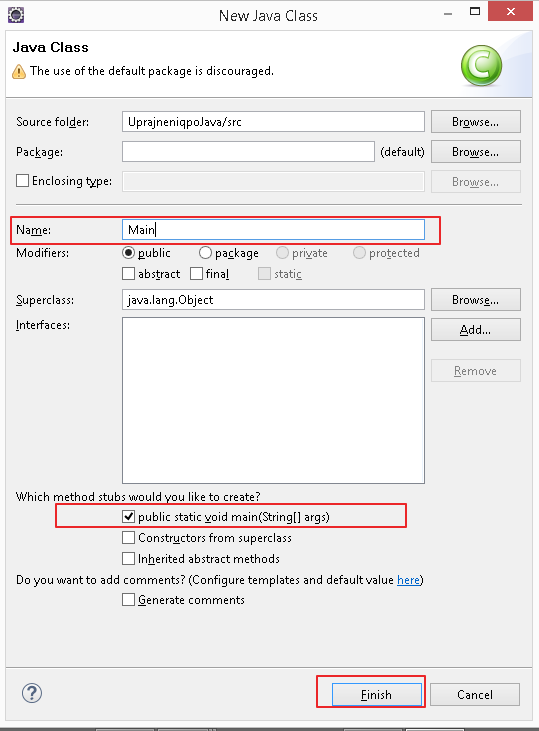 New Java Class
Java Class
The use of the default package is discouraged.
Source folder: UprajneniqpoJava/src Browse...
Package: (default) Browse...
Enclosing type: Browse...
Name: Main
Modifiers: public package private protected
abstract final static
Superclass: java.lang.Object Browse...
Interfaces: Add...
Remove
Which method stubs would you like to create?
public static void main(String[] args)
Constructors from superclass
Inherited abstract methods
Do you want to add comments? (Configure templates and default value here)
Generate comments
? Finish Cancel